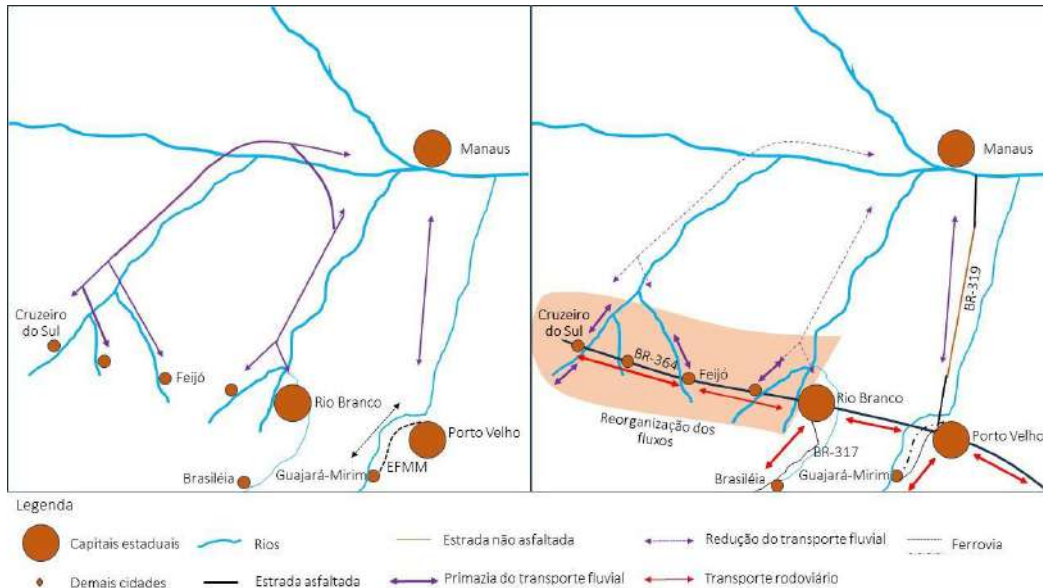 Manaus
Cruzeiro
do Sul
Feijó
Rio Branco
Porto Velho
EFMM
Guajará-Mirim
Brasiléia
Manaus
BR-319
Cruzeiro
do Sul
BR-364
Feijó
Rio Branco
Reorganização dos
fluxos
Porto Velho
BR-317
Guajará-Mirim
Brasiléia
Legenda
Capitais estaduais
Rios
Estrada não asfaltada
Redução do transporte fluvial
Ferrovia
Demais cidades
Estrada asfaltada
Primazia do transporte fluvial
Transporte rodoviário